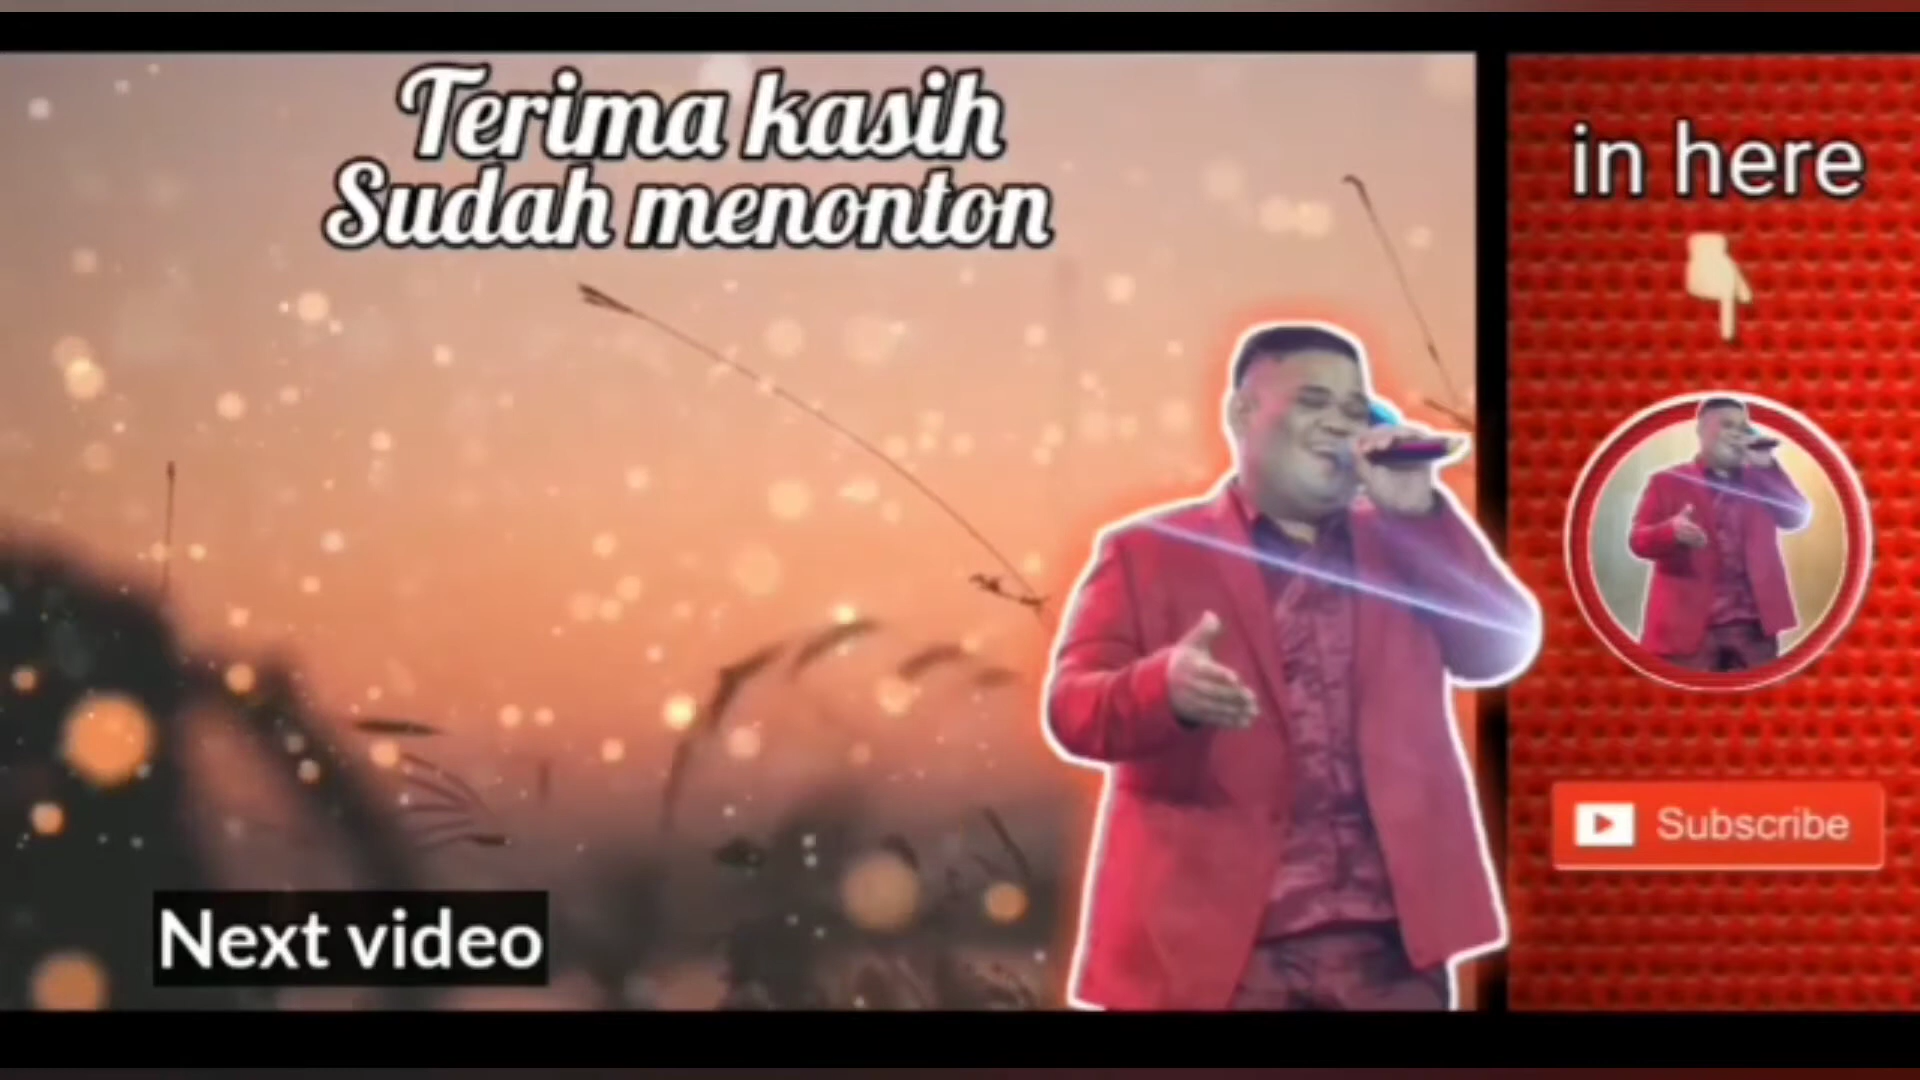 Terima kasih
Sudah menonton
in here
Subscribe
Next video